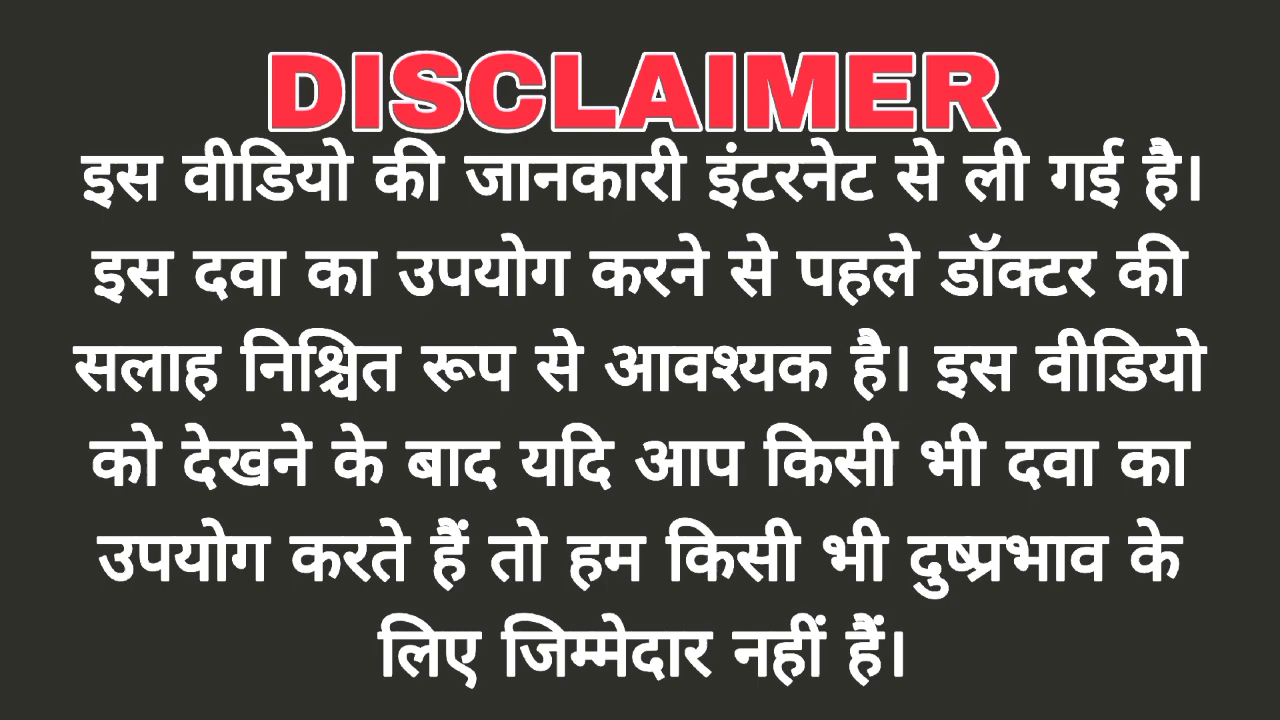 DISCLAIMER
इस वीडियो की जानकारी इंटरनेट से ली गई है।
इस दवा का उपयोग करने से पहले डॉक्टर की
सलाह निश्चित रूप से आवश्यक है। इस वीडियो
को देखने के बाद यदि आप किसी भी दवा का
उपयोग करते हैं तो हम किसी भी दुष्प्रभाव के
लिए जिम्मेदार नहीं हैं।